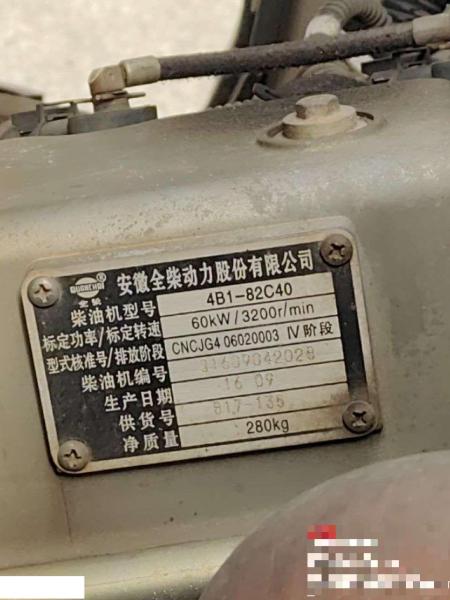 QUANCHAI ®
全柴
安徽全柴动力股份有限公司
柴油机型号 4B1-82C40
标定功率/标定转速 60kW/3200r/min
型式核准号/排放阶段 CNCJG4 06020003 IV阶段
柴油机编号 31609042028
生产日期 16 09
供货号 817-135
净质量 280kg